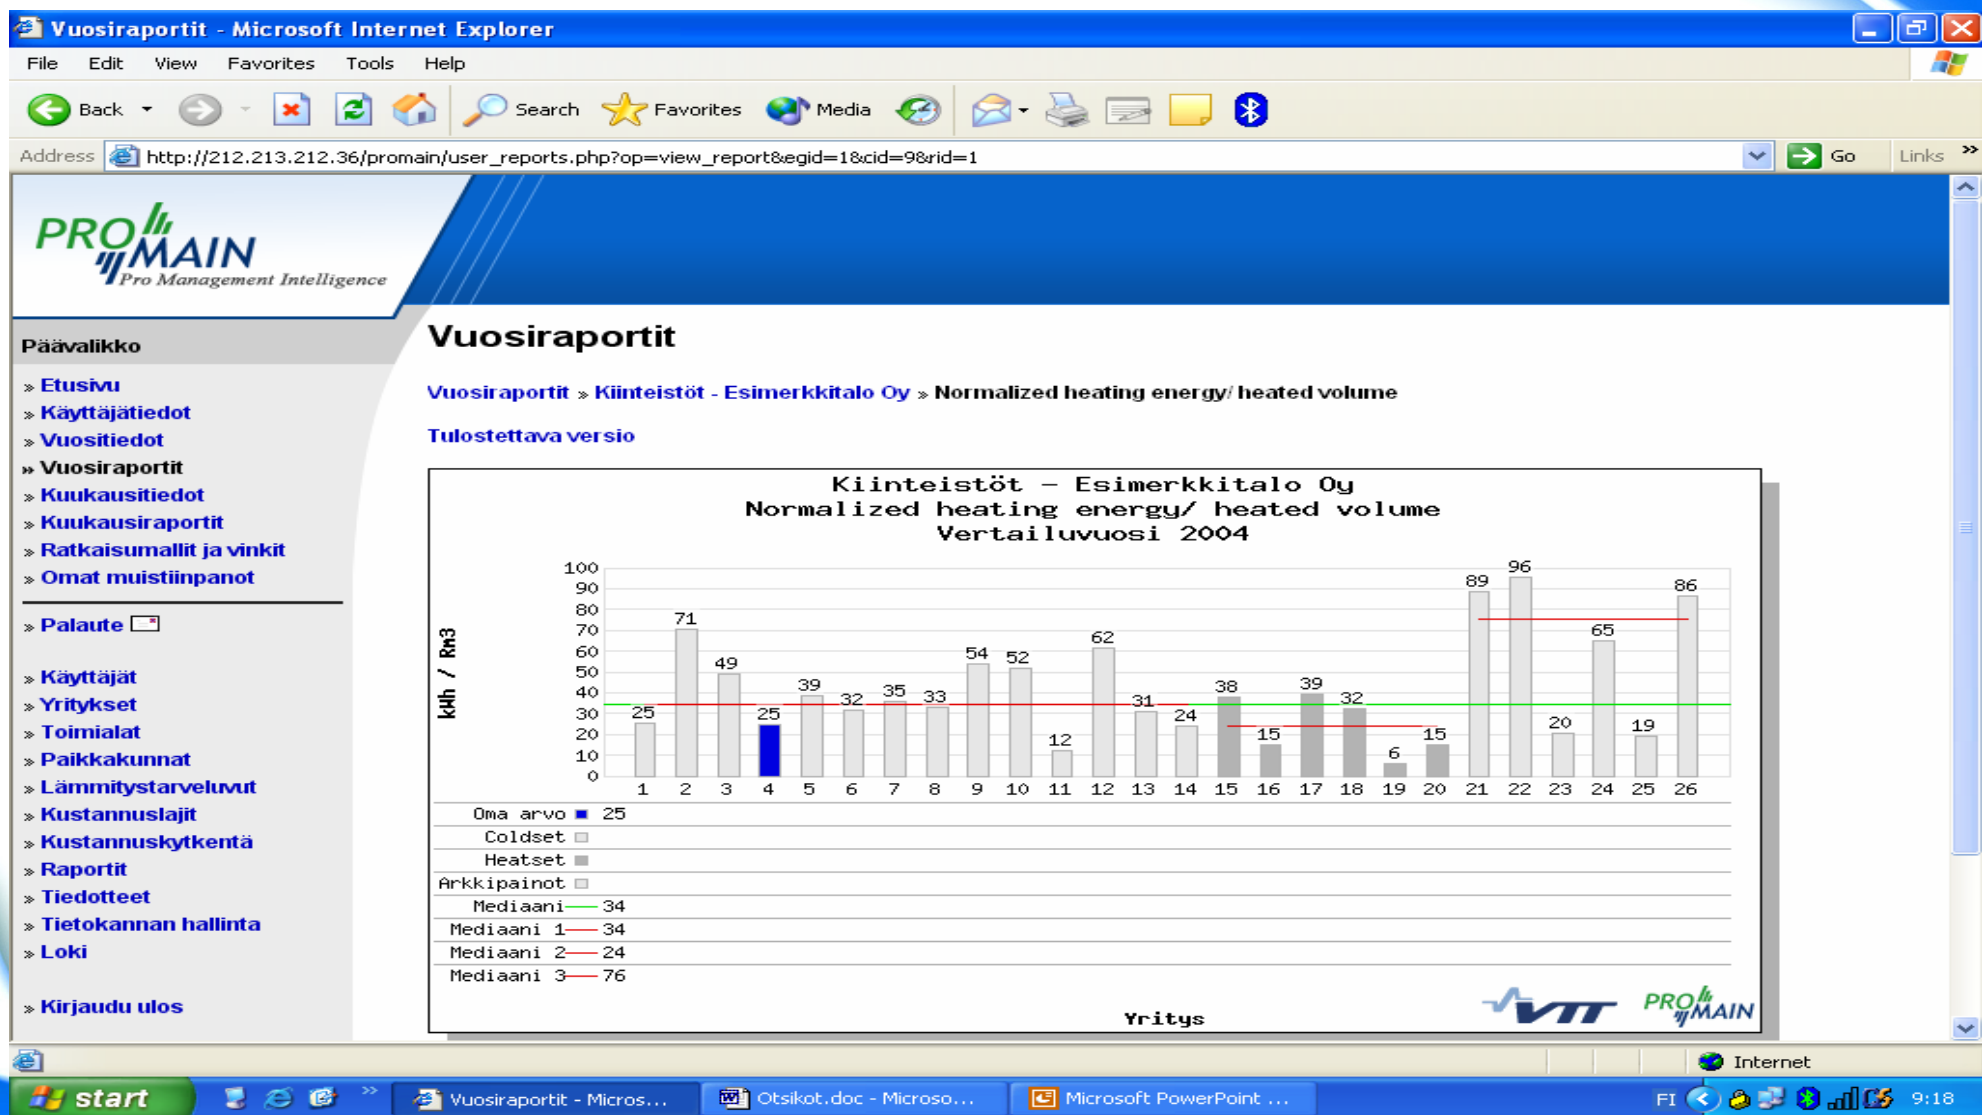 Vuosiraportit - Microsoft Internet Explorer
File Edit View Favorites Tools Help
Back Search Favorites Media
Address http://212.213.212.36/promain/user_reports.php?op=view_report&egid=1&cid=9&rid=1 Go Links »
PROMAIN
Pro Management Intelligence
Päävalikko
» Etusivu
» Käyttäjätiedot
» Vuositiedot
» Vuosiraportit
» Kuukausitiedot
» Kuukausiraportit
» Ratkaisumallit ja vinkit
» Omat muistiinpanot
» Palaute
» Käyttäjät
» Yritykset
» Toimialat
» Paikkakunnat
» Lämmitystarveluvut
» Kustannuslajit
» Kustannuskytkentä
» Raportit
» Tiedotteet
» Tietokannan hallinta
» Loki
» Kirjaudu ulos
Vuosiraportit
Vuosiraportit » Kiinteistöt - Esimerkkitalo Oy » Normalized heating energy/ heated volume
Tulostettava versio
Kiinteistöt - Esimerkkitalo Oy
Normalized heating energy/ heated volume
Vertailuvuosi 2004
kWh / Rm3
100
90
80
70
60
50
40
30
20
10
0
25 71 49 25 39 32 35 33 54 52 12 62 31 24 38 15 39 32 6 15 89 96 20 65 19 86
1 2 3 4 5 6 7 8 9 10 11 12 13 14 15 16 17 18 19 20 21 22 23 24 25 26
Oma arvo 25
Coldset
Heatset
Arkkipainot
Mediaani 34
Mediaani 1 34
Mediaani 2 24
Mediaani 3 76
Yritys
VTT PROMAIN
Internet
start » Vuosiraportit - Micros... Otsikot.doc - Microso... Microsoft PowerPoint ... FI 9:18